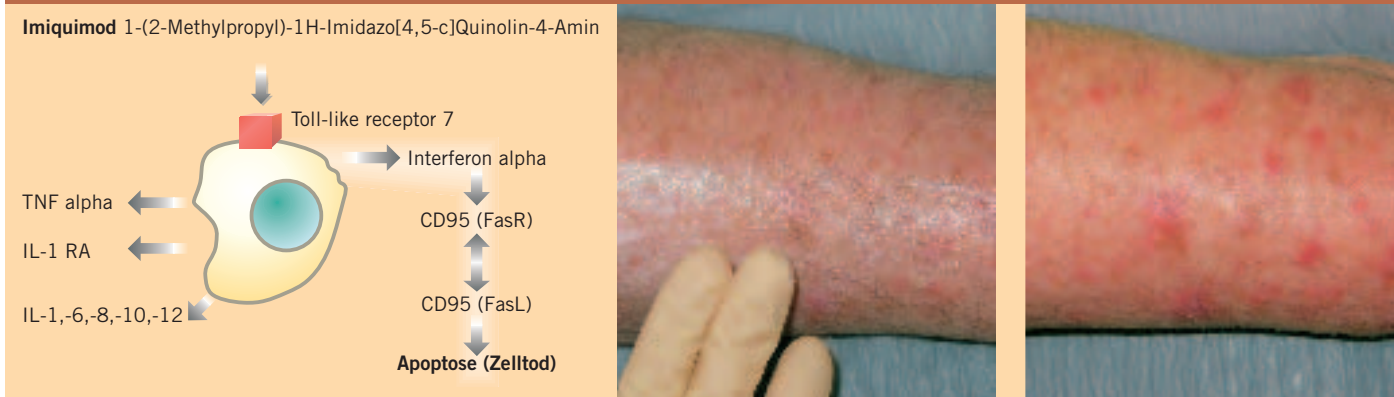 Imiquimod 1-(2-Methylpropyl)-1H-Imidazo[4,5-c]Quinolin-4-Amin
Toll-like receptor 7
Interferon alpha
TNF alpha
CD95 (FasR)
IL-1 RA
CD95 (FasL)
IL-1,-6,-8,-10,-12
Apoptose (Zelltod)